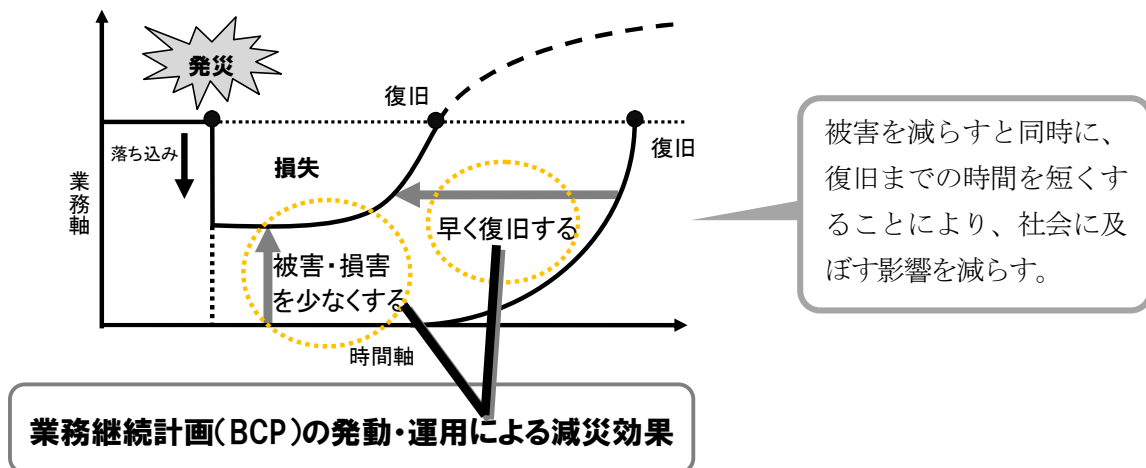 発災
復旧
復旧
落ち込み
損失
業務軸
早く復旧する
被害・損害
を少なくする
時間軸
業務継続計画(BCP)の発動・運用による減災効果
被害を減らすと同時に、
復旧までの時間を短くす
ることにより、社会に及
ぼす影響を減らす。